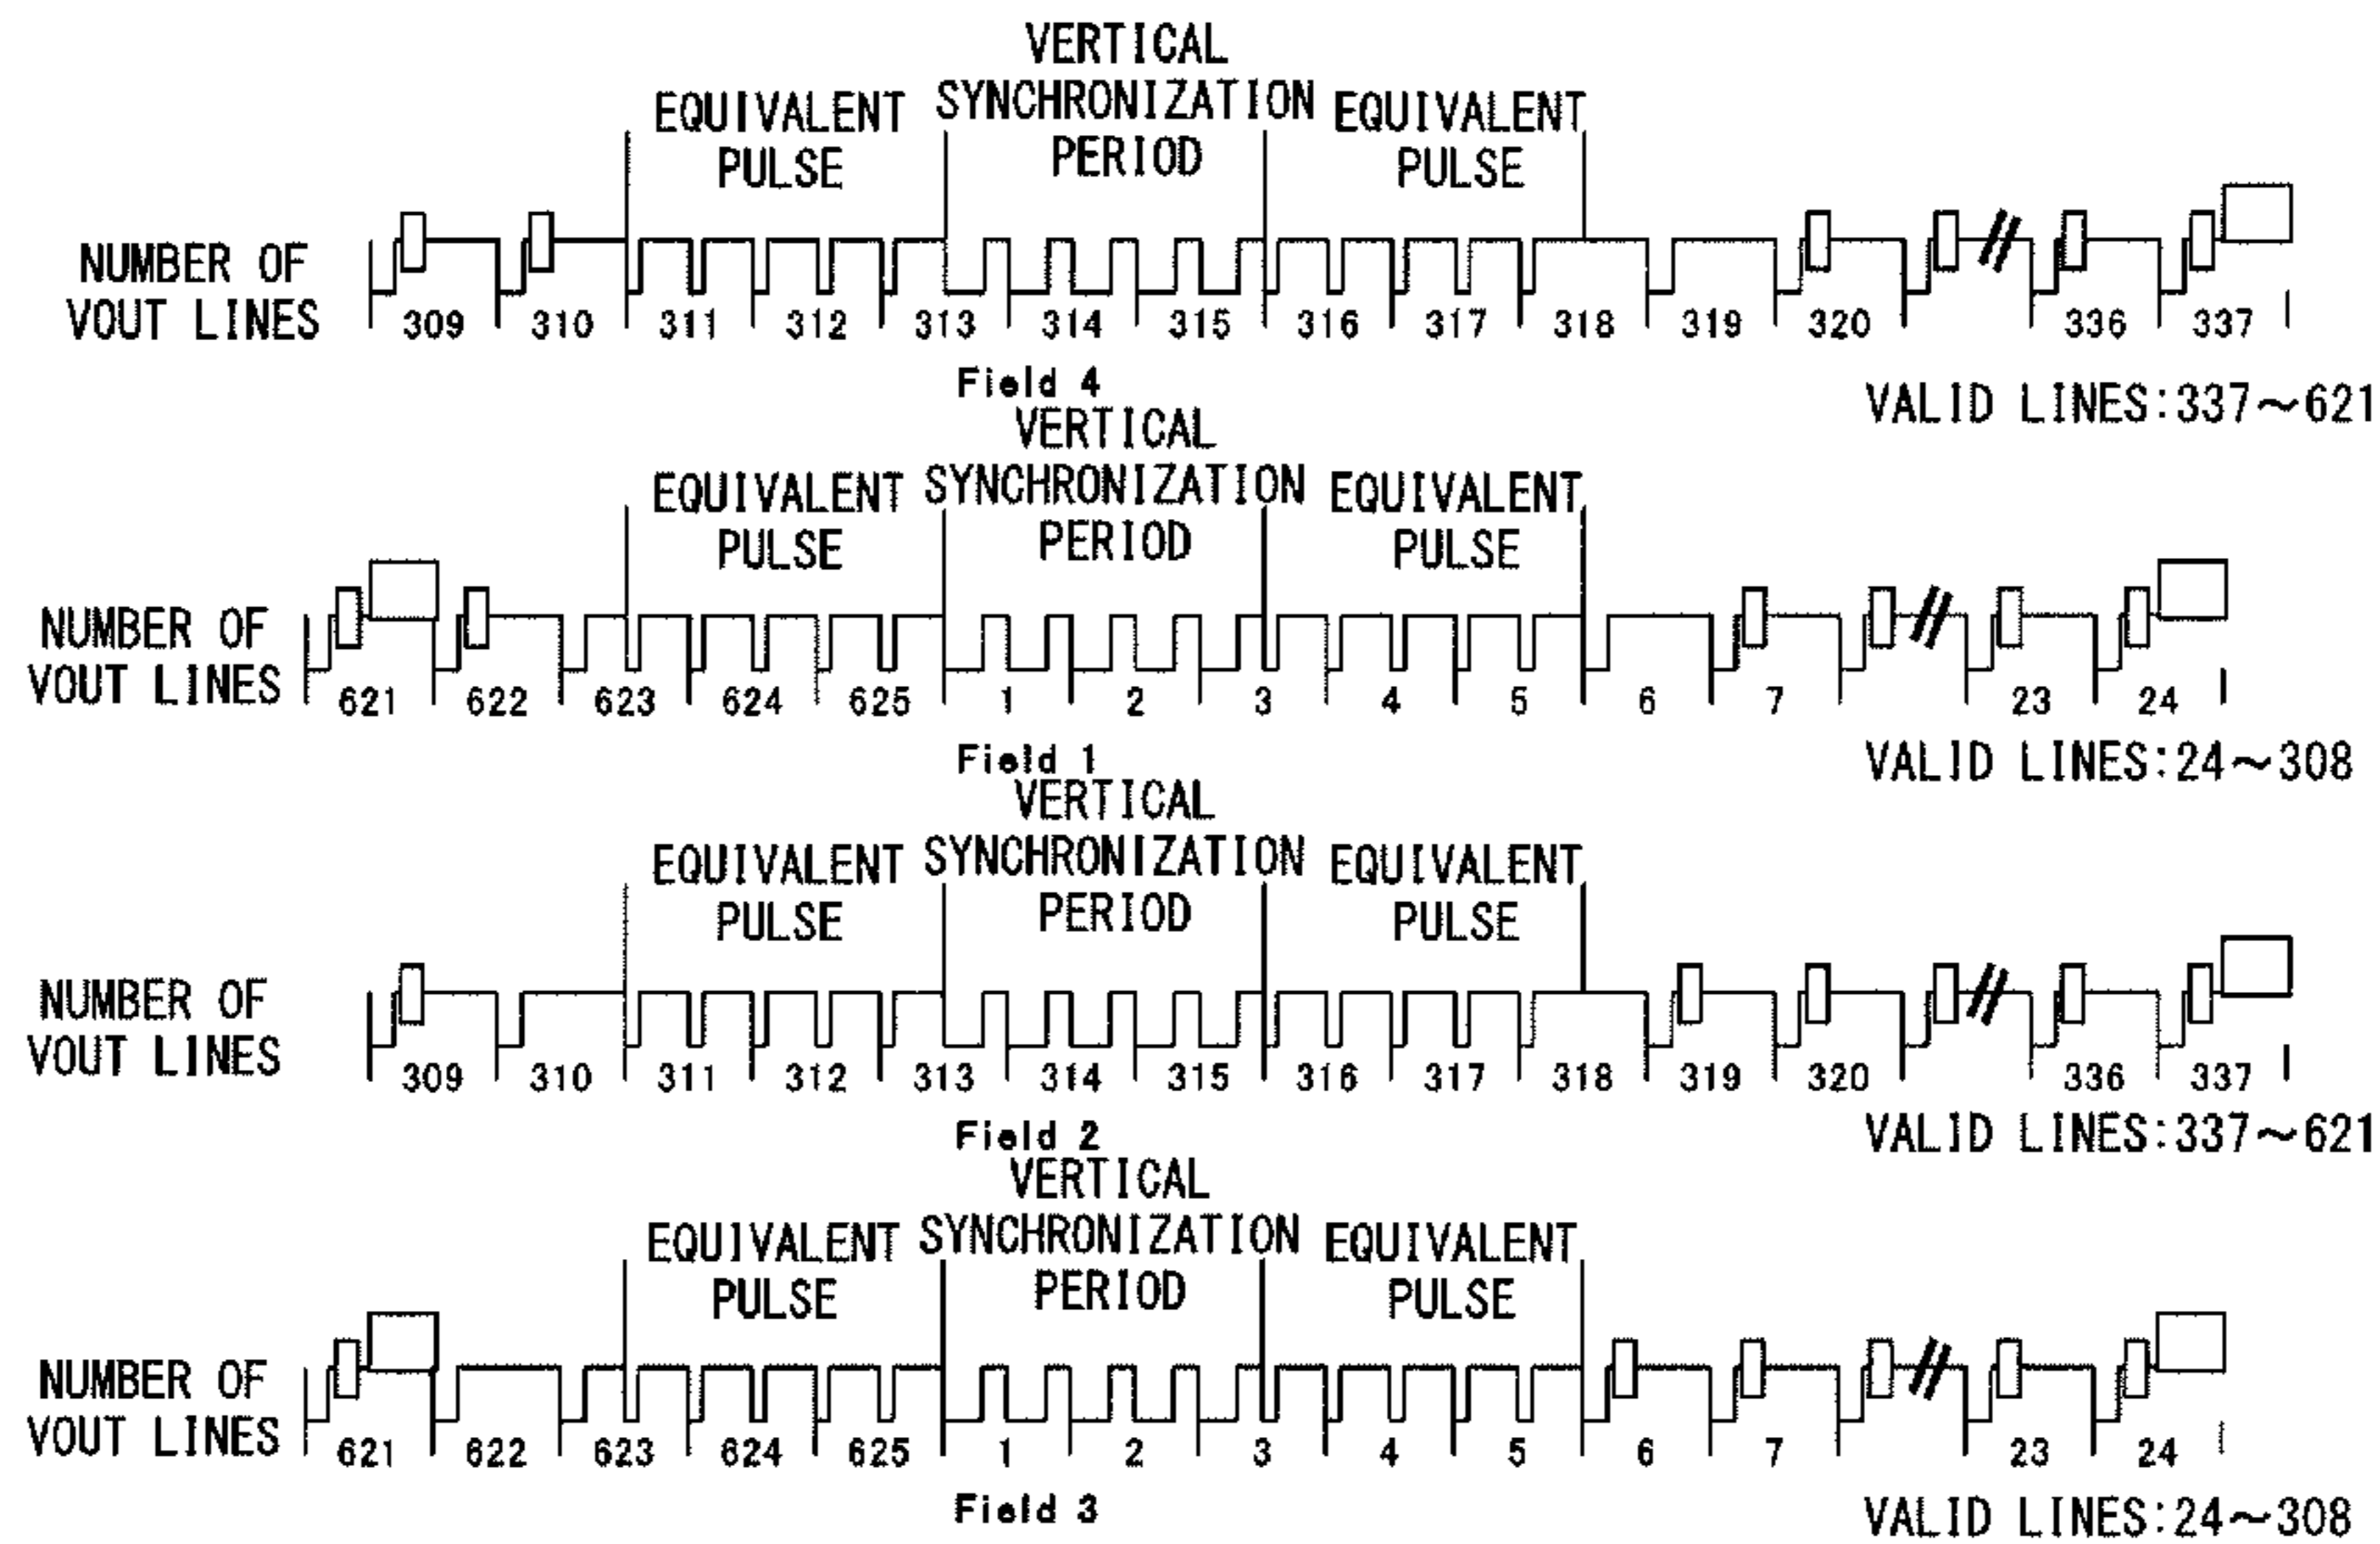 VERTICAL
EQUIVALENT SYNCHRONIZATION EQUIVALENT
PULSE PERIOD PULSE
NUMBER OF
VOUT LINES
309 310 311 312 313 314 315 316 317 318 319 320 336 337
Field 4
VALID LINES:337〜621
VERTICAL
EQUIVALENT SYNCHRONIZATION EQUIVALENT
PULSE PERIOD PULSE
NUMBER OF
VOUT LINES
621 622 623 624 625 1 2 3 4 5 6 7 23 24
Field 1
VALID LINES:24〜308
VERTICAL
EQUIVALENT SYNCHRONIZATION EQUIVALENT
PULSE PERIOD PULSE
NUMBER OF
VOUT LINES
309 310 311 312 313 314 315 316 317 318 319 320 336 337
Field 2
VALID LINES:337〜621
VERTICAL
EQUIVALENT SYNCHRONIZATION EQUIVALENT
PULSE PERIOD PULSE
NUMBER OF
VOUT LINES
621 622 623 624 625 1 2 3 4 5 6 7 23 24
Field 3
VALID LINES:24〜308